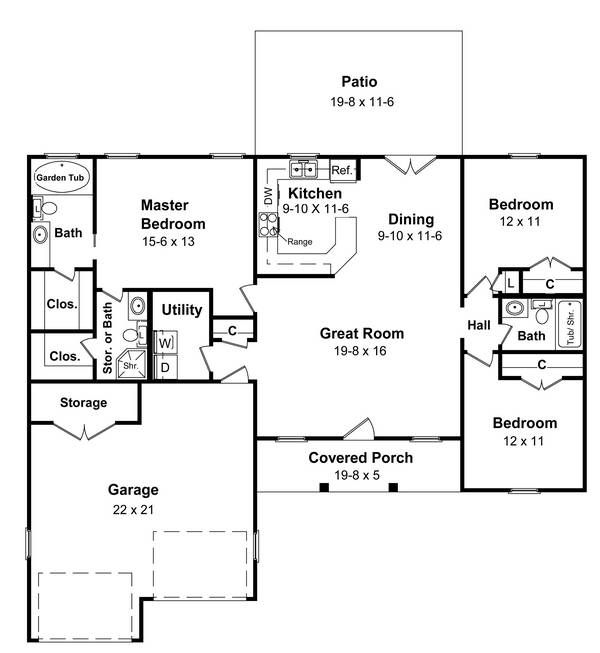 Patio
19-8 x 11-6
Garden Tub
L
Bath
Master
Bedroom
15-6 x 13
Ref.
DW
Kitchen
9-10 X 11-6
Range
Dining
9-10 x 11-6
Bedroom
12 x 11
L
C
Clos.
Clos.
Stor. or Bath
L
Shr.
Utility
W
D
C
Great Room
19-8 x 16
Hall
L
Bath
Tub/ Shr.
C
Bedroom
12 x 11
Storage
Covered Porch
19-8 x 5
Garage
22 x 21